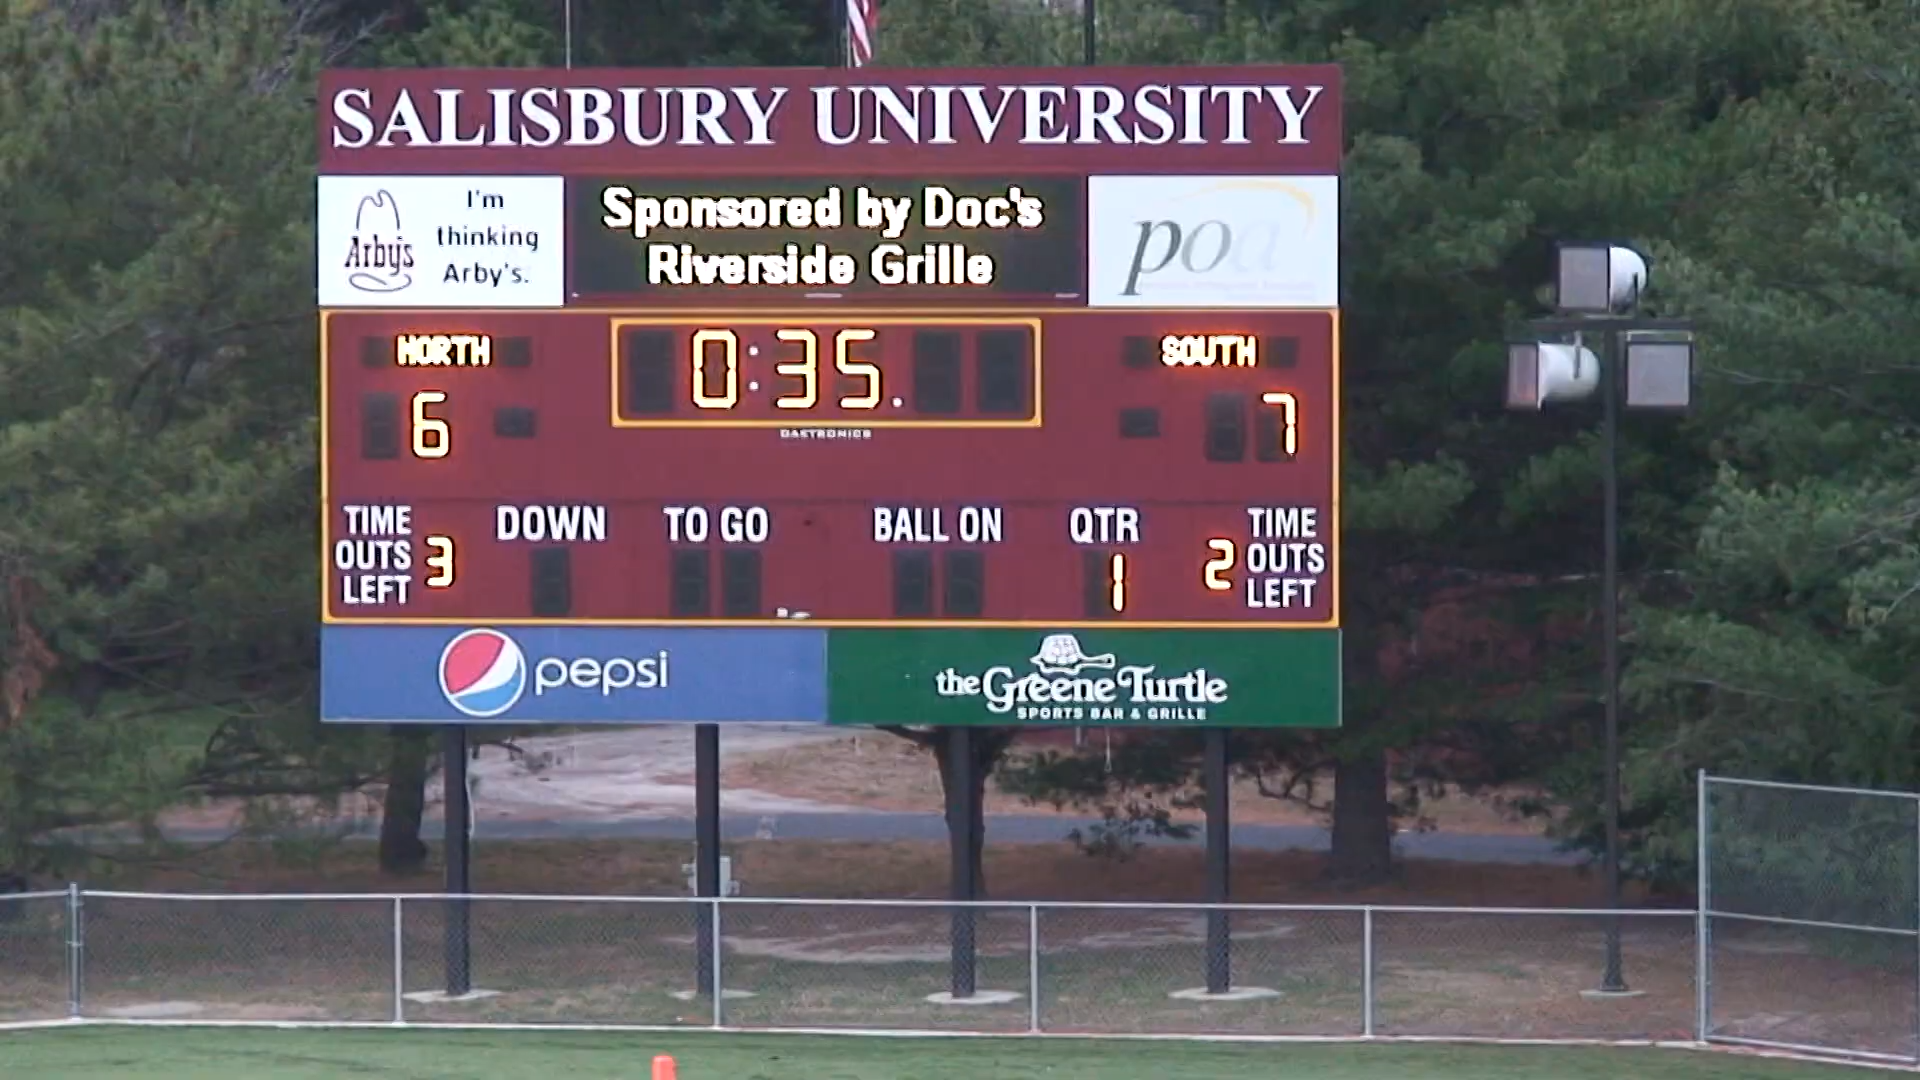 SALISBURY UNIVERSITY
Arby's
I'm
thinking
Arby's.
Sponsored by Doc's
Riverside Grille
poa
NORTH
0:35.
SOUTH
6
7
TIME
OUTS
LEFT
3
DOWN
TO GO
BALL ON
QTR
1
2
TIME
OUTS
LEFT
pepsi
the Greene Turtle
SPORTS BAR & GRILLE